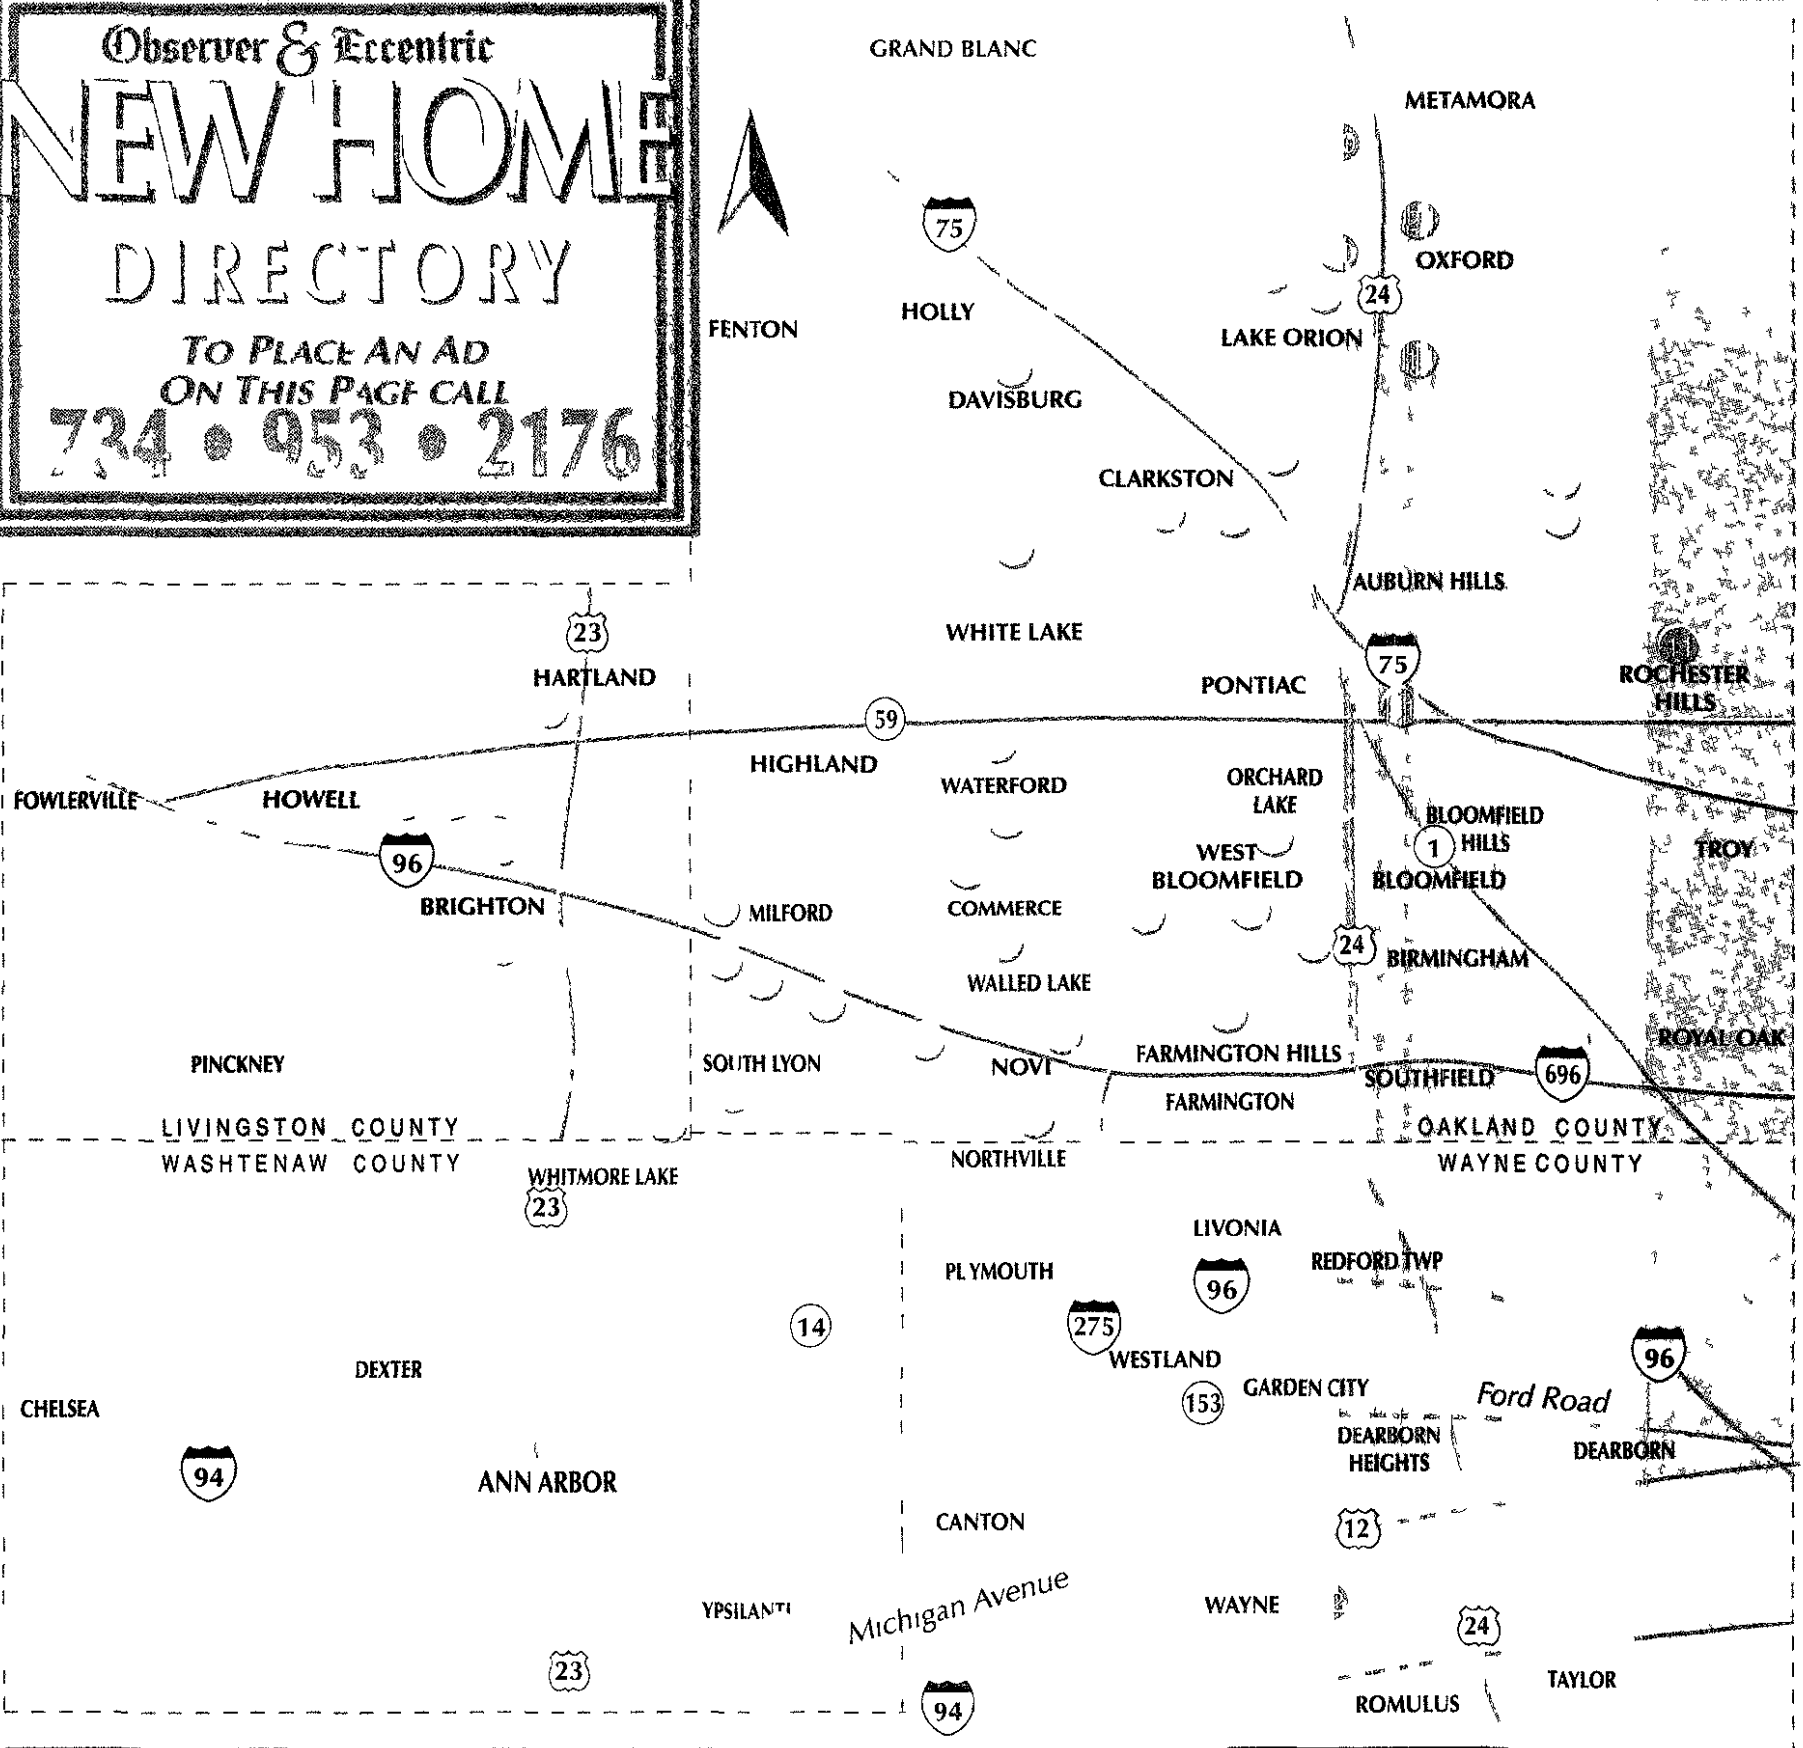 Observer & Eccentric
NEW HOME
DIRECTORY
TO PLACE AN AD
ON THIS PAGE CALL
734 • 953 • 2176
GRAND BLANC
METAMORA
75
OXFORD
24
HOLLY
FENTON
LAKE ORION
DAVISBURG
CLARKSTON
AUBURN HILLS
23
WHITE LAKE
75
HARTLAND
PONTIAC
ROCHESTER
HILLS
59
HIGHLAND
WATERFORD
ORCHARD
LAKE
FOWLERVILLE
HOWELL
BLOOMFIELD
HILLS
1
96
WEST
BLOOMFIELD
BLOOMFIELD
TROY
BRIGHTON
MILFORD
COMMERCE
24
BIRMINGHAM
WALLED LAKE
ROYAL OAK
PINCKNEY
SOUTH LYON
NOVI
FARMINGTON HILLS
SOUTHFIELD
696
FARMINGTON
LIVINGSTON COUNTY
OAKLAND COUNTY
WASHTENAW COUNTY
WHITMORE LAKE
NORTHVILLE
WAYNE COUNTY
23
LIVONIA
PLYMOUTH
REDFORD TWP
96
14
275
WESTLAND
96
DEXTER
153
GARDEN CITY
Ford Road
CHELSEA
DEARBORN
HEIGHTS
DEARBORN
94
ANN ARBOR
CANTON
12
YPSILANTI
Michigan Avenue
WAYNE
24
23
TAYLOR
94
ROMULUS